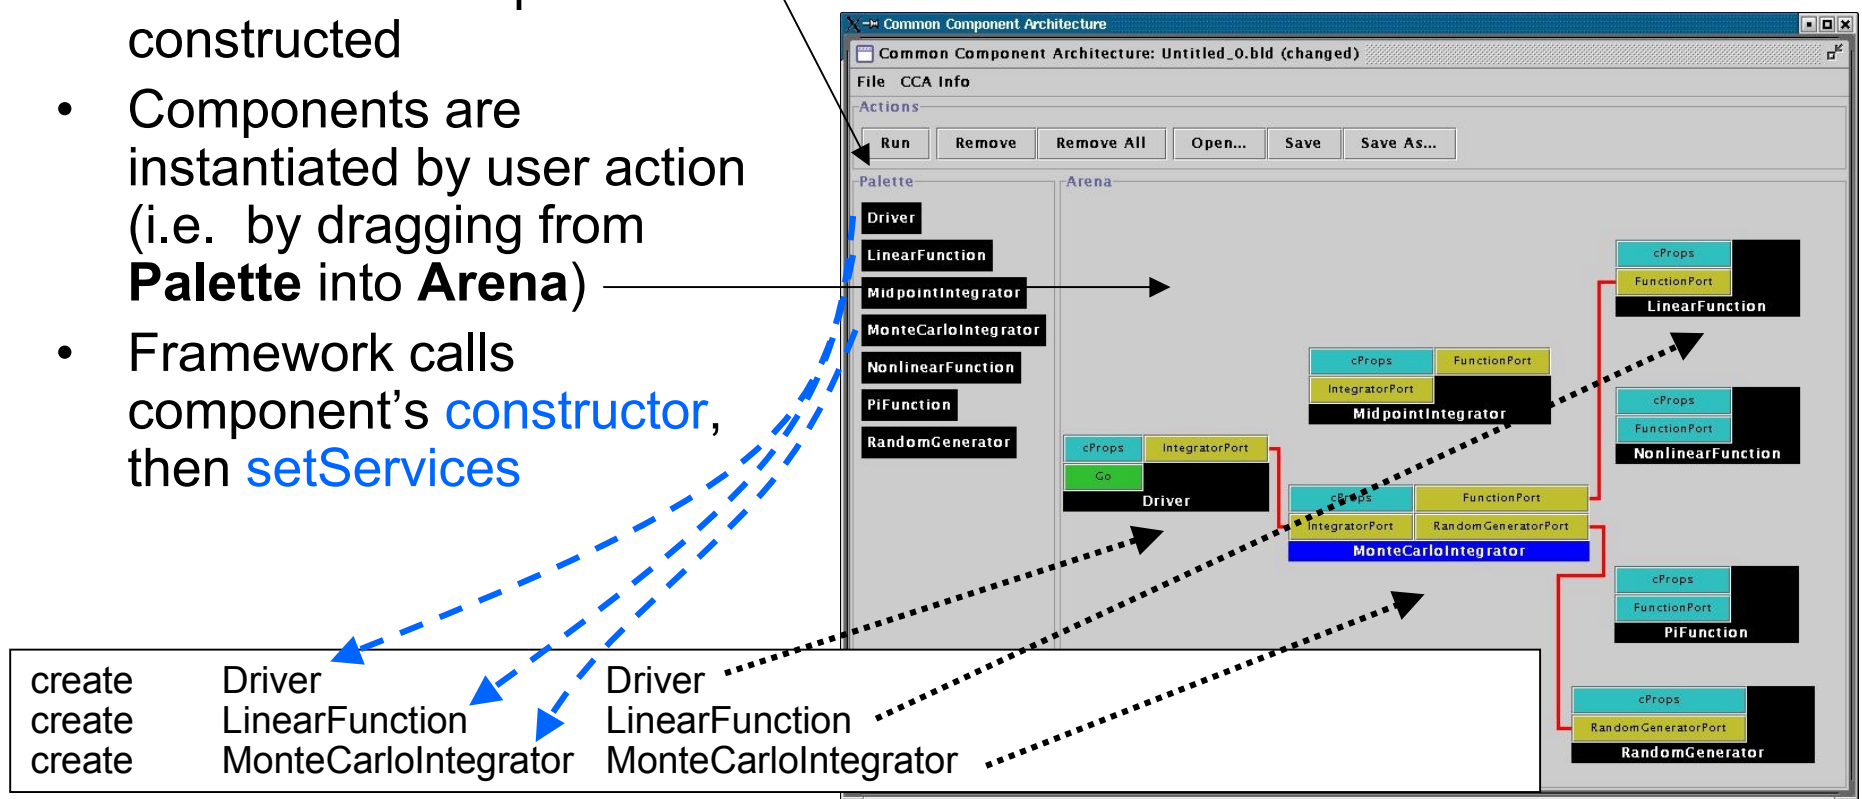 constructed
• Components are
instantiated by user action
(i.e. by dragging from
Palette into Arena)
• Framework calls
component's constructor,
then setServices
Common Component Architecture
Common Component Architecture: Untitled_0.bld (changed)
File CCA Info
Actions
Run Remove Remove All Open... Save Save As...
Palette
Driver
LinearFunction
MidpointIntegrator
MonteCarloIntegrator
NonlinearFunction
PiFunction
RandomGenerator
Arena
cProps
FunctionPort
LinearFunction
cProps FunctionPort
IntegratorPort
MidpointIntegrator
cProps
FunctionPort
NonlinearFunction
cProps IntegratorPort
Go
Driver
cProps FunctionPort
IntegratorPort RandomGeneratorPort
MonteCarloIntegrator
cProps
FunctionPort
PiFunction
cProps
RandomGeneratorPort
RandomGenerator
create Driver Driver
create LinearFunction LinearFunction
create MonteCarloIntegrator MonteCarloIntegrator